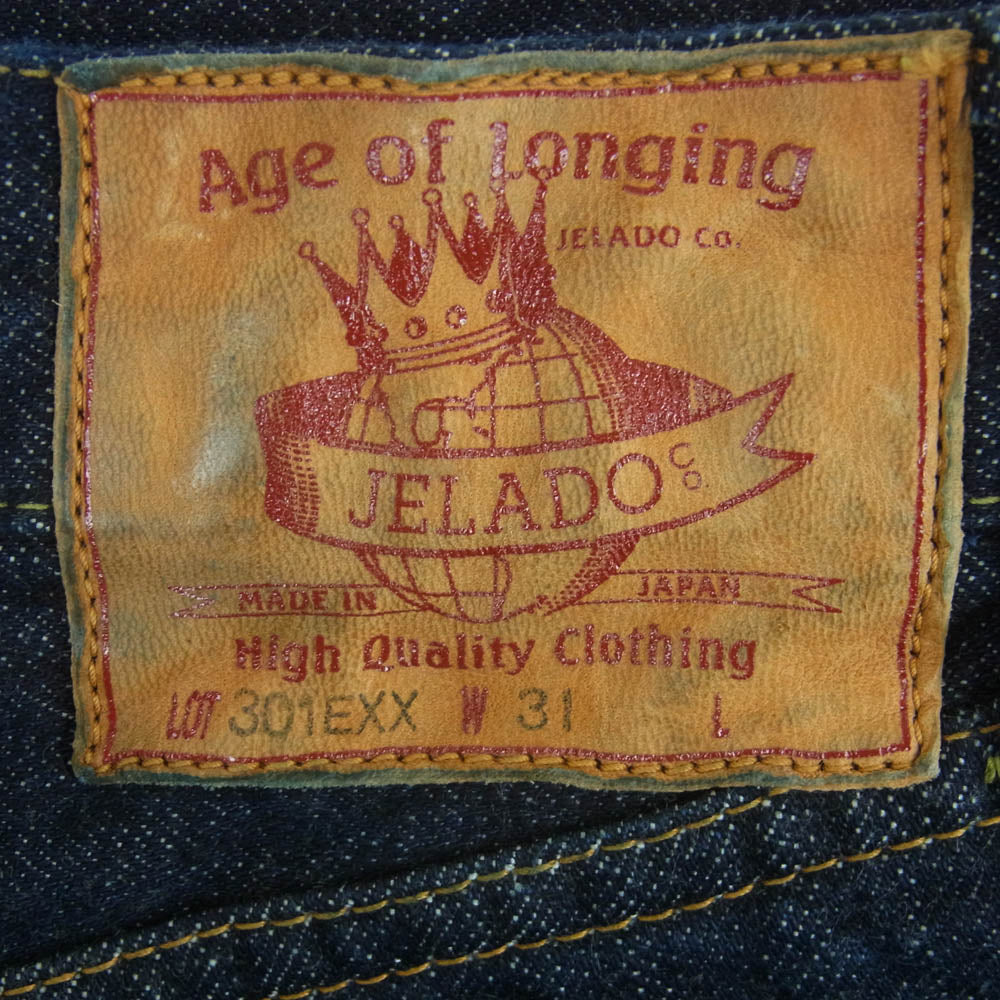 Age of Longing
JELADO Co.
JELADO Co
MADE IN JAPAN
High Quality Clothing
LOT 301EXX W 31 L